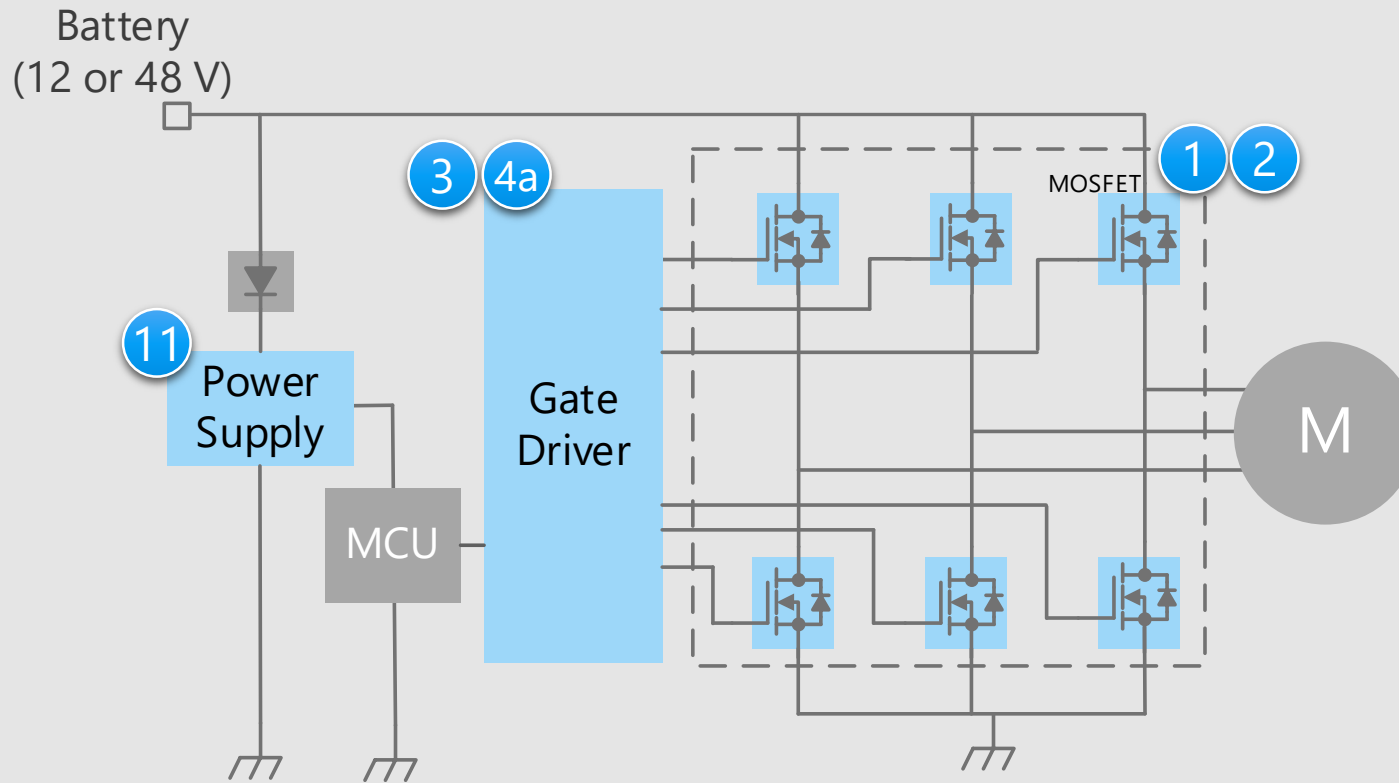 Battery
(12 or 48 V)
3
4a
1
2
MOSFET
11
Power
Supply
Gate
Driver
M
MCU